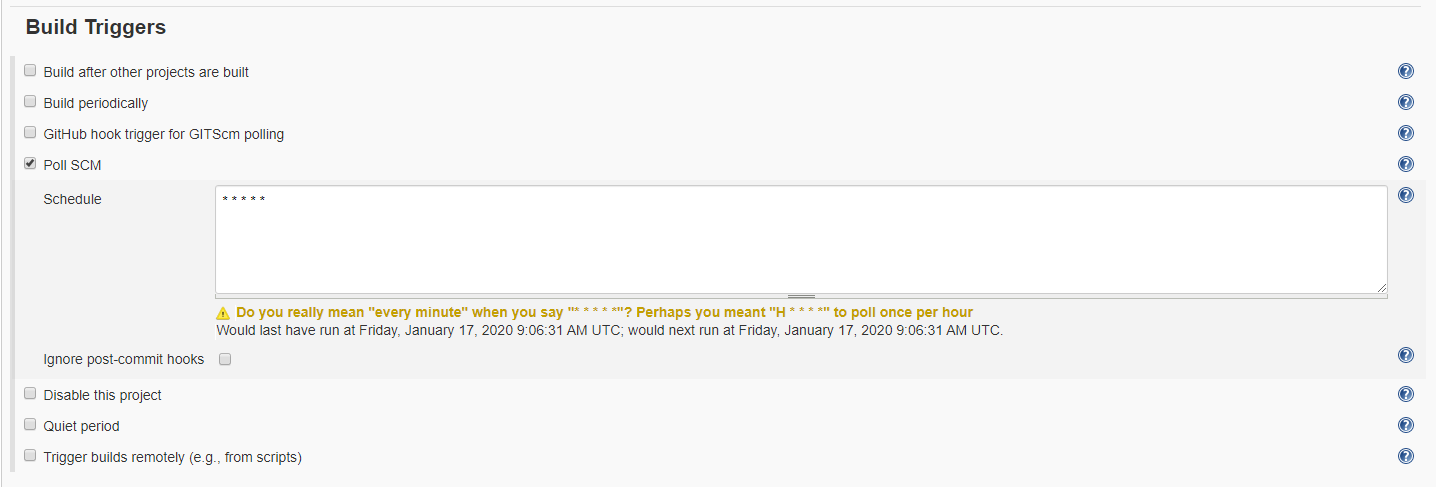 Build Triggers
Build after other projects are built
Build periodically
GitHub hook trigger for GITScm polling
Poll SCM
Schedule
* * * * *
Do you really mean "every minute" when you say "* * * * *"? Perhaps you meant "H * * * *" to poll once per hour
Would last have run at Friday, January 17, 2020 9:06:31 AM UTC; would next run at Friday, January 17, 2020 9:06:31 AM UTC.
Ignore post-commit hooks
Disable this project
Quiet period
Trigger builds remotely (e.g., from scripts)